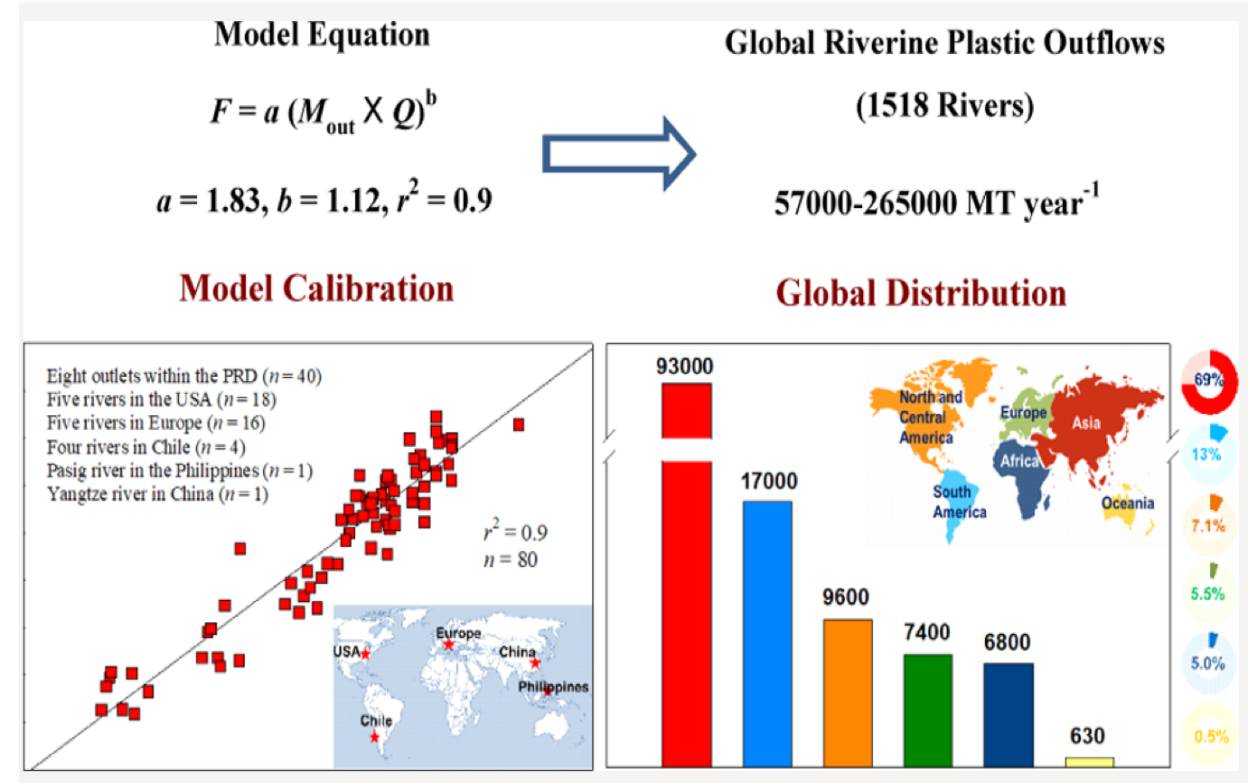 Model Equation
F = a (Mout X Q)b
a = 1.83, b = 1.12, r2 = 0.9
Model Calibration
Global Riverine Plastic Outflows
(1518 Rivers)
57000-265000 MT year-1
Global Distribution
Eight outlets within the PRD (n = 40)
Five rivers in the USA (n = 18)
Five rivers in Europe (n = 16)
Four rivers in Chile (n = 4)
Pasig river in the Philippines (n = 1)
Yangtze river in China (n = 1)
r2 = 0.9
n = 80
USA
Europe
China
Philippines
Chile
93000
17000
9600
7400
6800
630
North and
Central
America
Europe
Asia
Africa
South
America
Oceania
69%
13%
7.1%
5.5%
5.0%
0.5%